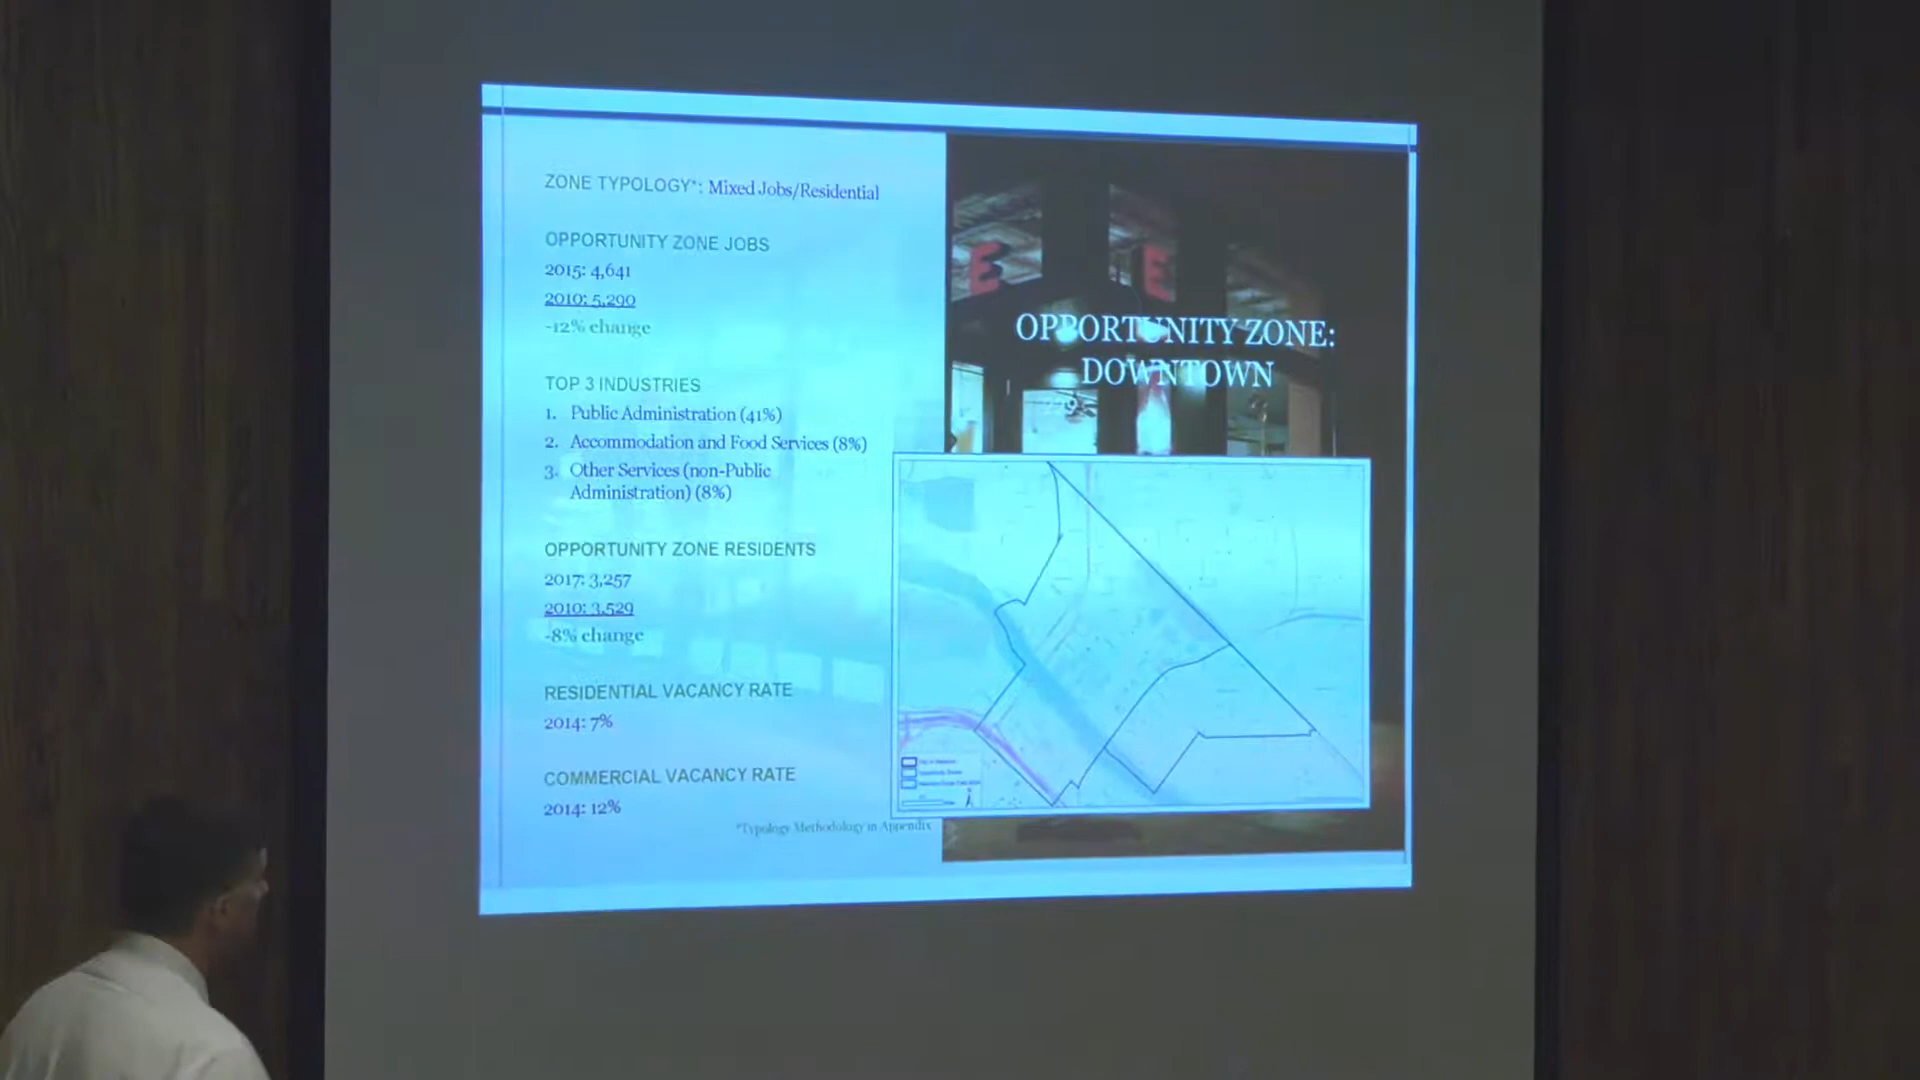 ZONE TYPOLOGY*: Mixed Jobs/Residential
OPPORTUNITY ZONE JOBS
2015: 4,641
2010: 5,290
-12% change
TOP 3 INDUSTRIES
1. Public Administration (41%)
2. Accommodation and Food Services (8%)
3. Other Services (non-Public
Administration) (8%)
OPPORTUNITY ZONE RESIDENTS
2017: 3,257
2010: 3,529
-8% change
RESIDENTIAL VACANCY RATE
2014: 7%
COMMERCIAL VACANCY RATE
2014: 12%
*Typology Methodology in Appendix
E
E
OPPORTUNITY ZONE:
DOWNTOWN